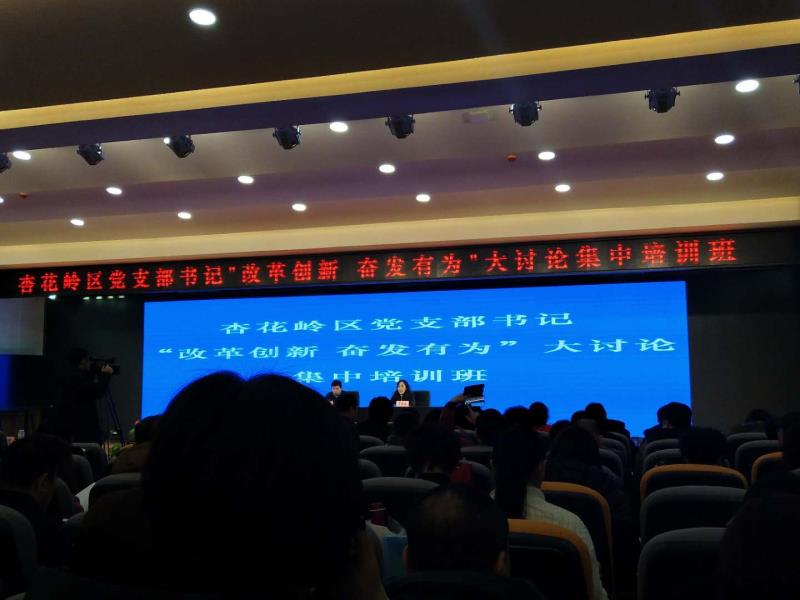 杏花岭区党支部书记"改革创新 奋发有为"大讨论集中培训班
杏花岭区党支部书记
“改革创新 奋发有为”大讨论
集中培训班